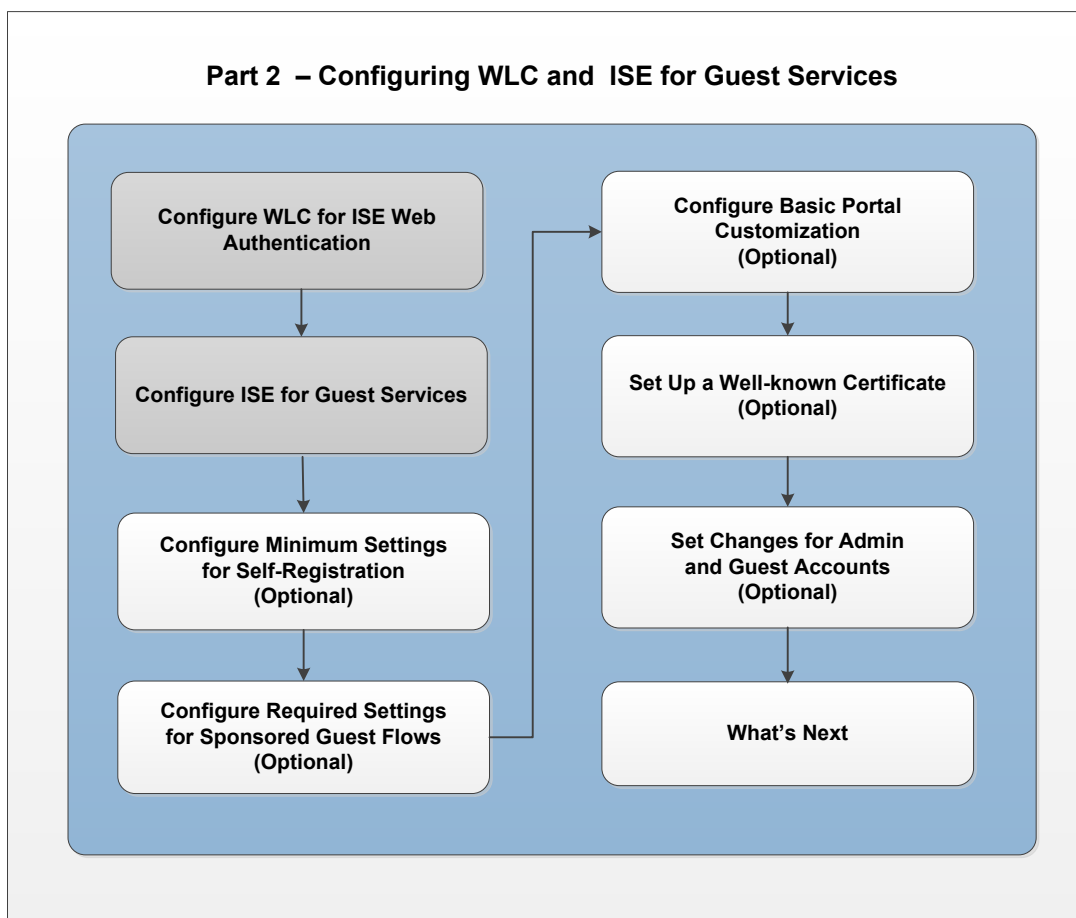 Part 2 – Configuring WLC and ISE for Guest Services
Configure WLC for ISE Web
Authentication
Configure ISE for Guest Services
Configure Minimum Settings
for Self-Registration
(Optional)
Configure Required Settings
for Sponsored Guest Flows
(Optional)
Configure Basic Portal
Customization
(Optional)
Set Up a Well-known Certificate
(Optional)
Set Changes for Admin
and Guest Accounts
(Optional)
What's Next